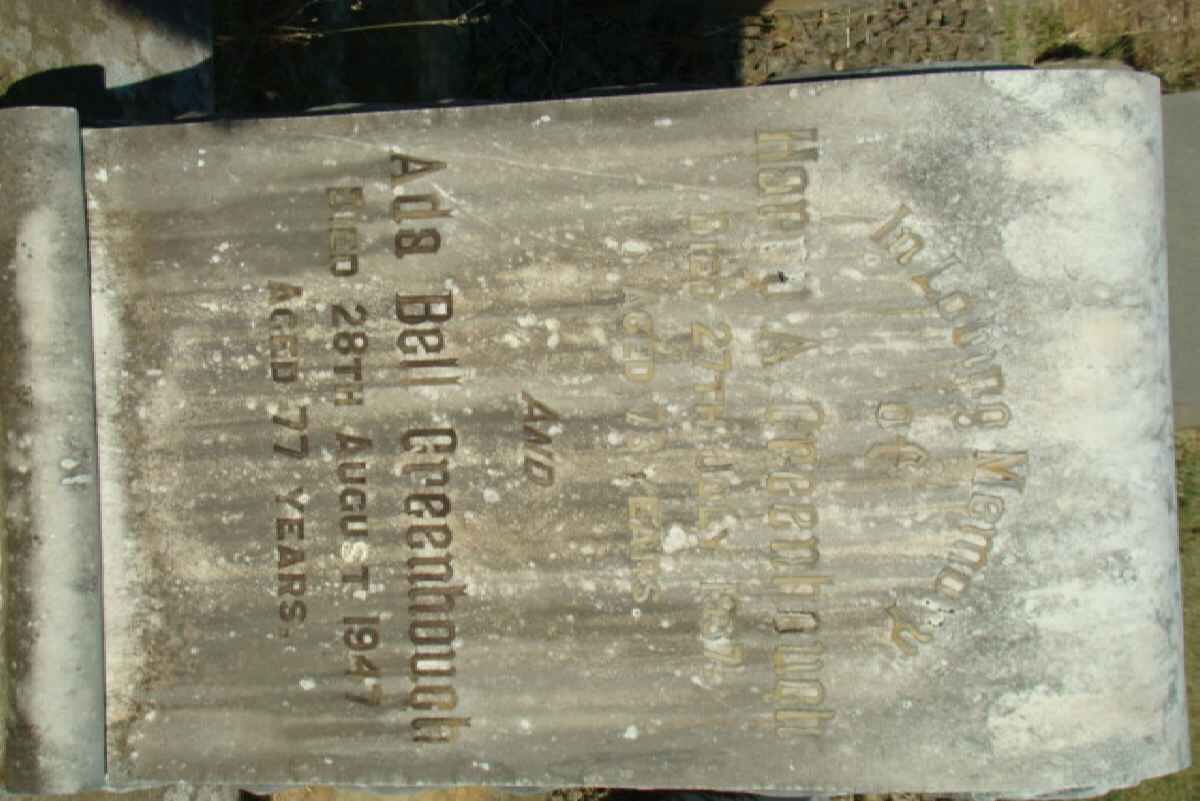 In Loving Memory
of
A Greenhough
DIED 27TH JULY
AGED YEARS
AND
Ada Bell Greenhough
DIED 28TH AUGUST 1947
AGED 77 YEARS.